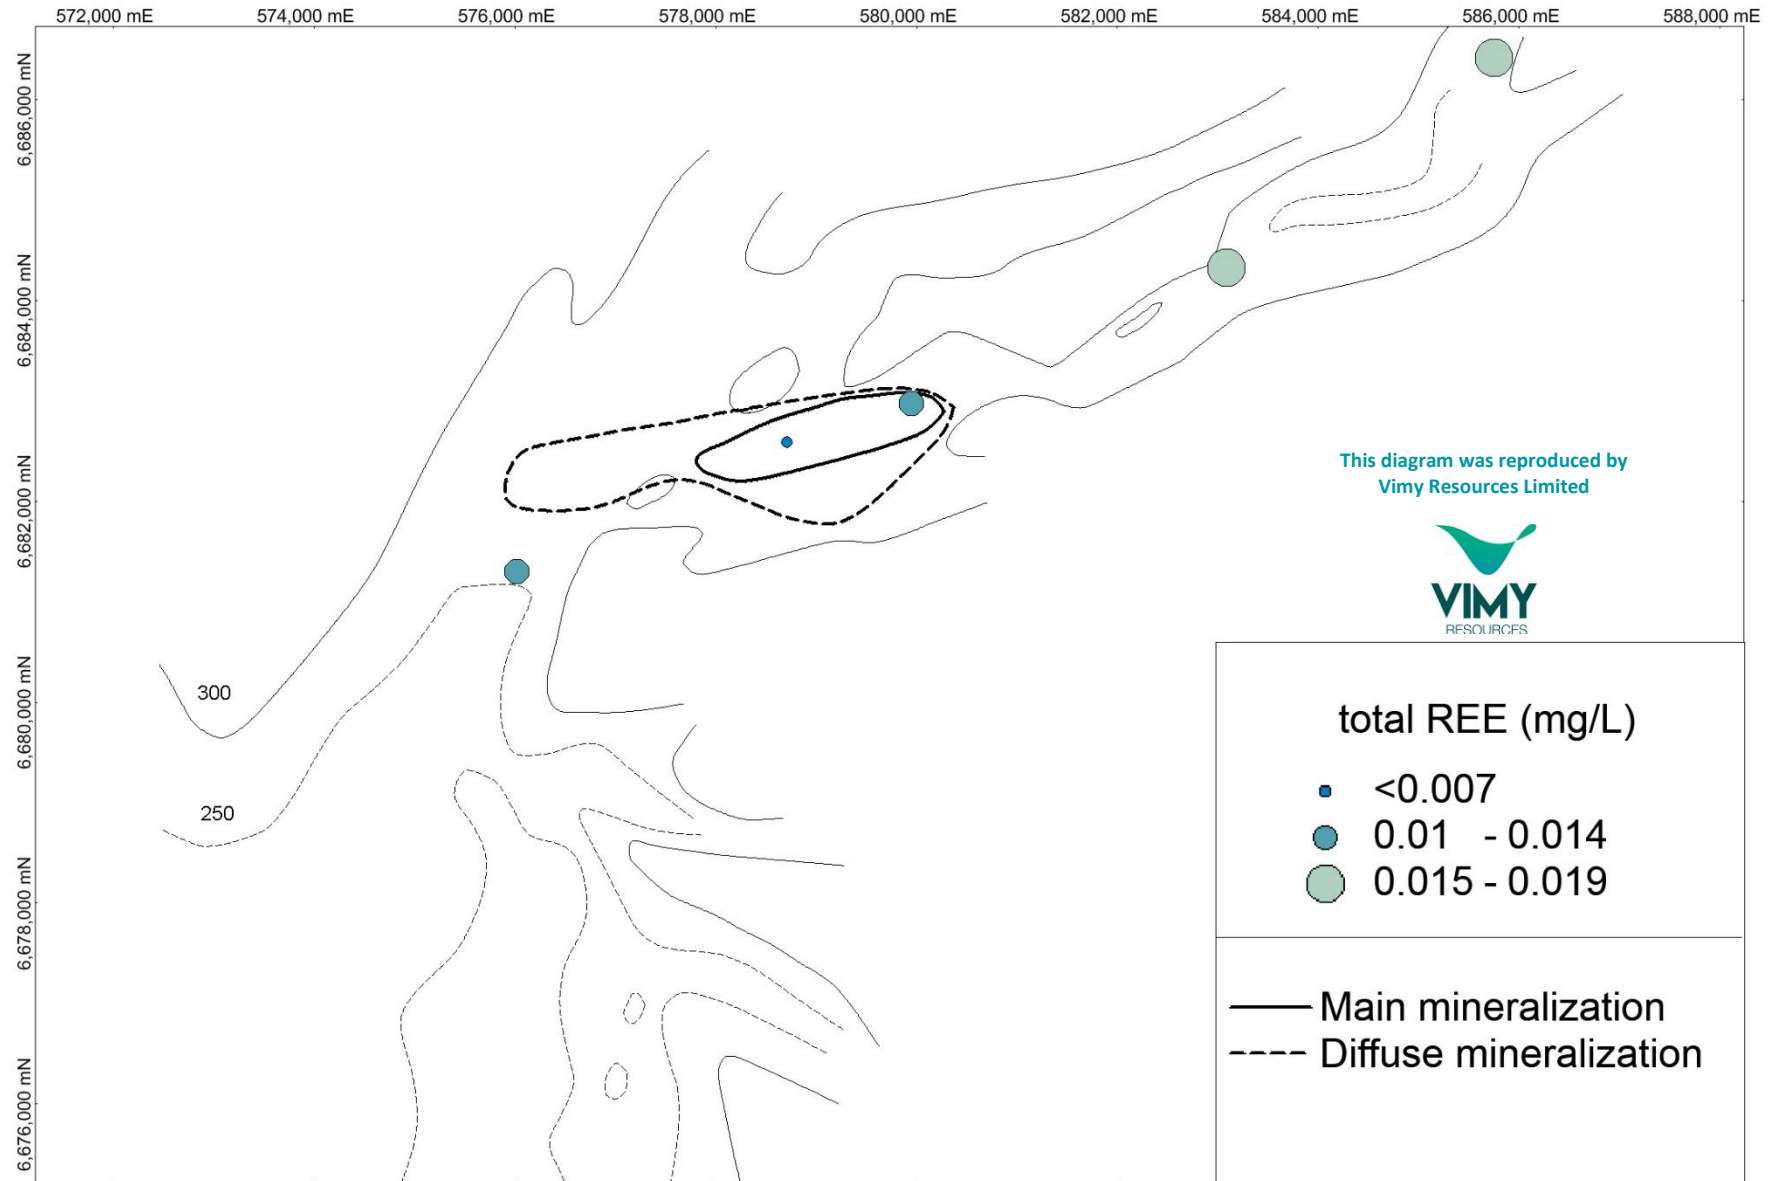 572,000 mE
574,000 mE
576,000 mE
578,000 mE
580,000 mE
582,000 mE
584,000 mE
586,000 mE
588,000 mE
6,686,000 mN
6,684,000 mN
6,682,000 mN
6,680,000 mN
6,678,000 mN
6,676,000 mN
300
250
This diagram was reproduced by
Vimy Resources Limited
VIMY
RESOURCES
total REE (mg/L)
<0.007
0.01 - 0.014
0.015 - 0.019
Main mineralization
Diffuse mineralization